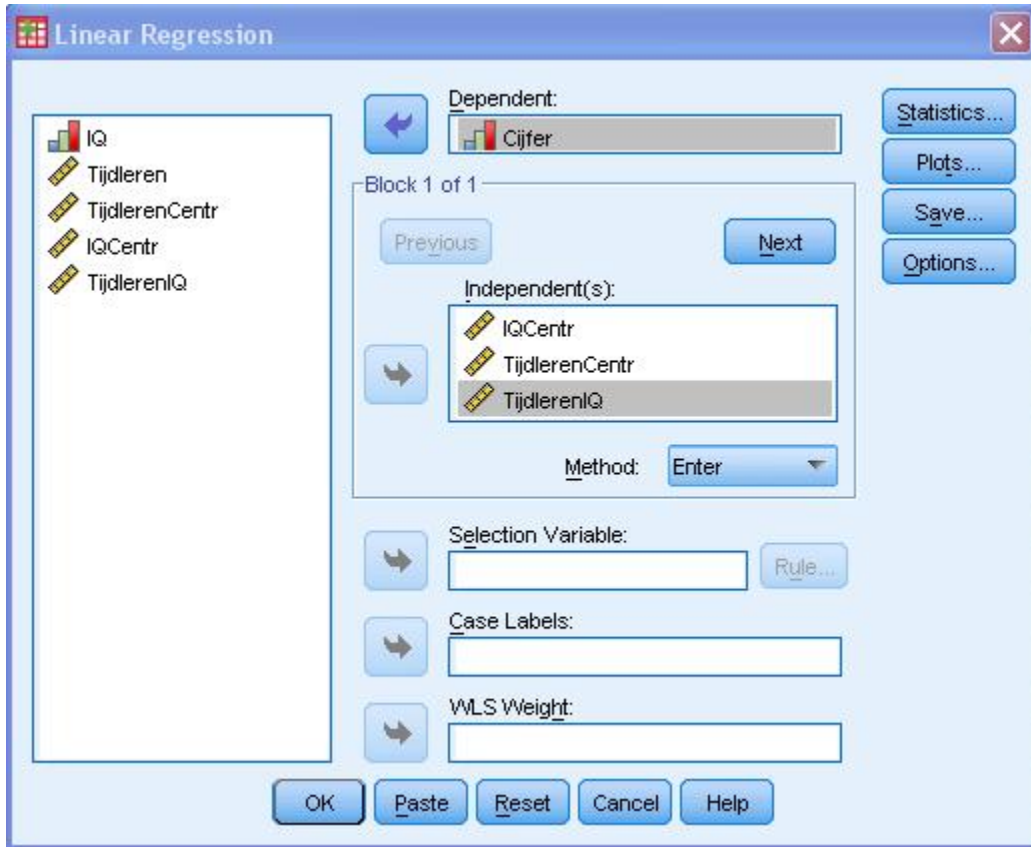 Linear Regression
IQ
Tijdleren
TijdlerenCentr
IQCentr
TijdlerenIQ
Dependent:
Cijfer
Block 1 of 1
Previous
Next
Independent(s):
IQCentr
TijdlerenCentr
TijdlerenIQ
Method:
Enter
Selection Variable:
Rule...
Case Labels:
WLS Weight:
Statistics...
Plots...
Save...
Options...
OK
Paste
Reset
Cancel
Help